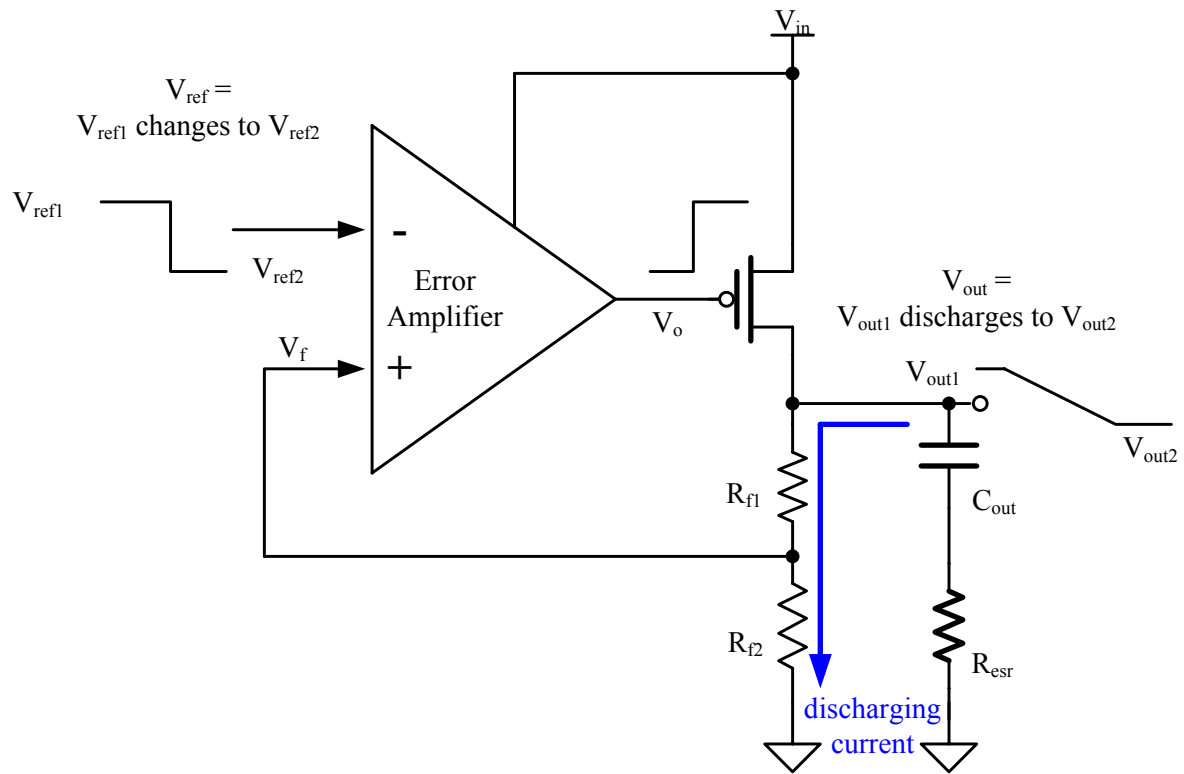 Vin
Vref =
Vref1 changes to Vref2
Vref1
Vref2
-
Error
Amplifier
Vo
Vf
+
Vout =
Vout1 discharges to Vout2
Vout1
Vout2
Rf1
Cout
Rf2
Resr
discharging
current